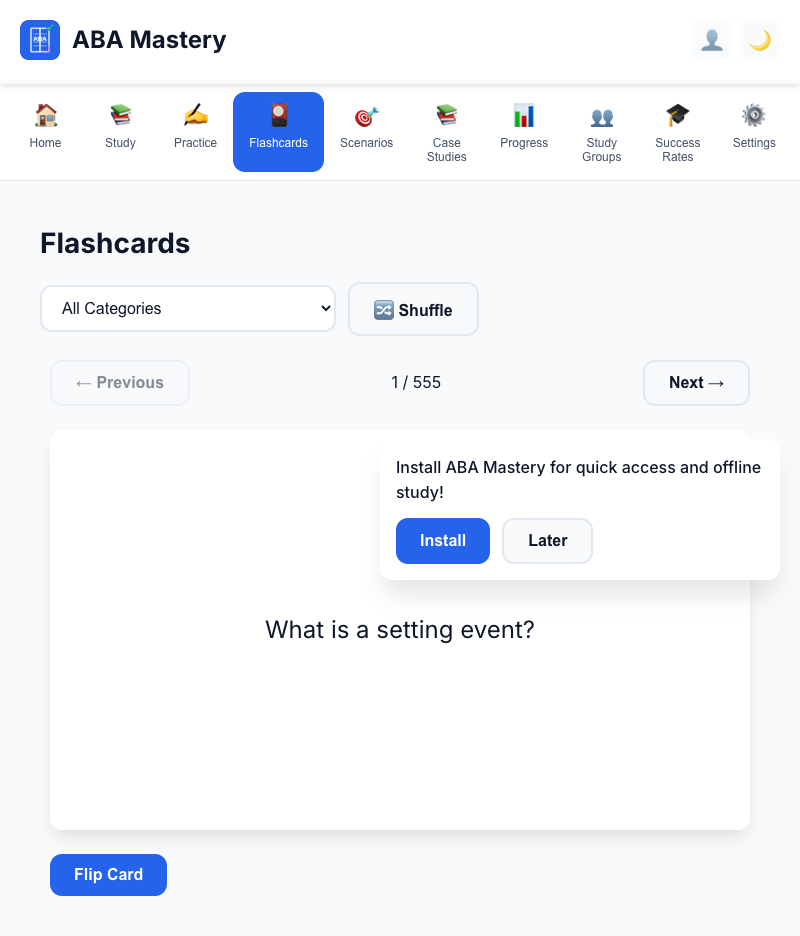 ABA
ABA Mastery
Home
Study
Practice
Flashcards
Scenarios
Case
Studies
Progress
Study
Groups
Success
Rates
Settings
Flashcards
All Categories
Shuffle
← Previous
1 / 555
Next →
Install ABA Mastery for quick access and offline
study!
Install
Later
What is a setting event?
Flip Card